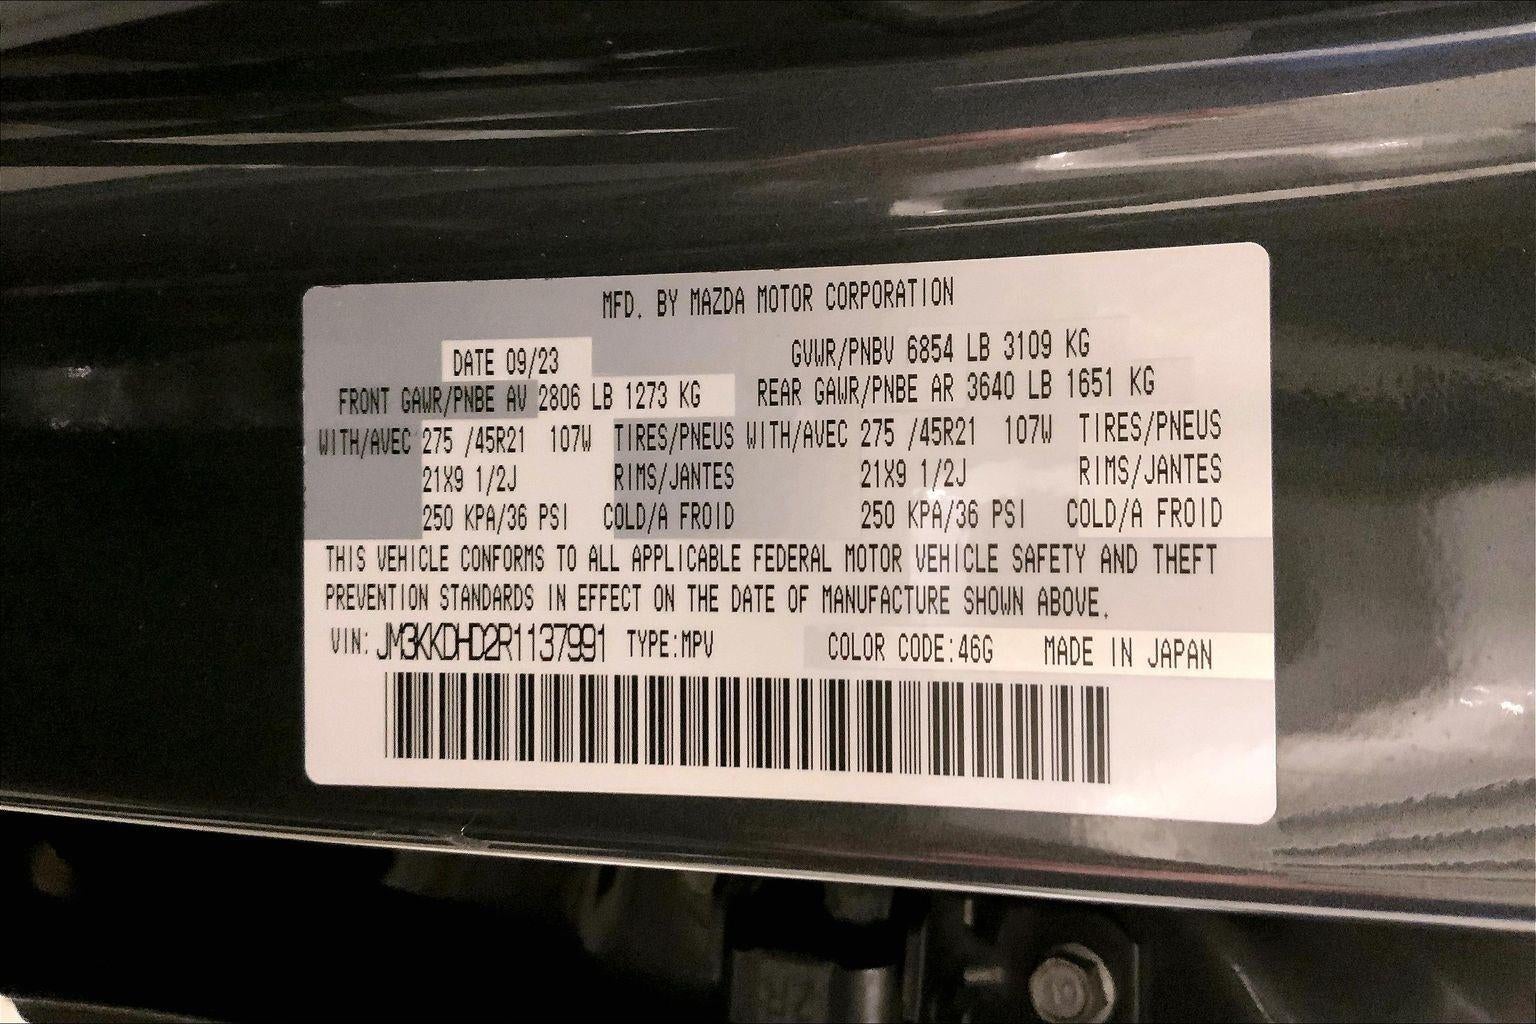 MFD. BY MAZDA MOTOR CORPORATION
DATE 09/23 GVWR/PNBV 6854 LB 3109 KG
FRONT GAWR/PNBE AV 2806 LB 1273 KG REAR GAWR/PNBE AR 3640 LB 1651 KG
WITH/AVEC 275 /45R21 107W TIRES/PNEUS WITH/AVEC 275 /45R21 107W TIRES/PNEUS
21X9 1/2J RIMS/JANTES 21X9 1/2J RIMS/JANTES
250 KPA/36 PSI COLD/A FROID 250 KPA/36 PSI COLD/A FROID
THIS VEHICLE CONFORMS TO ALL APPLICABLE FEDERAL MOTOR VEHICLE SAFETY AND THEFT
PREVENTION STANDARDS IN EFFECT ON THE DATE OF MANUFACTURE SHOWN ABOVE.
VIN: JM3KKDHD2R1137991 TYPE:MPV COLOR CODE:46G MADE IN JAPAN